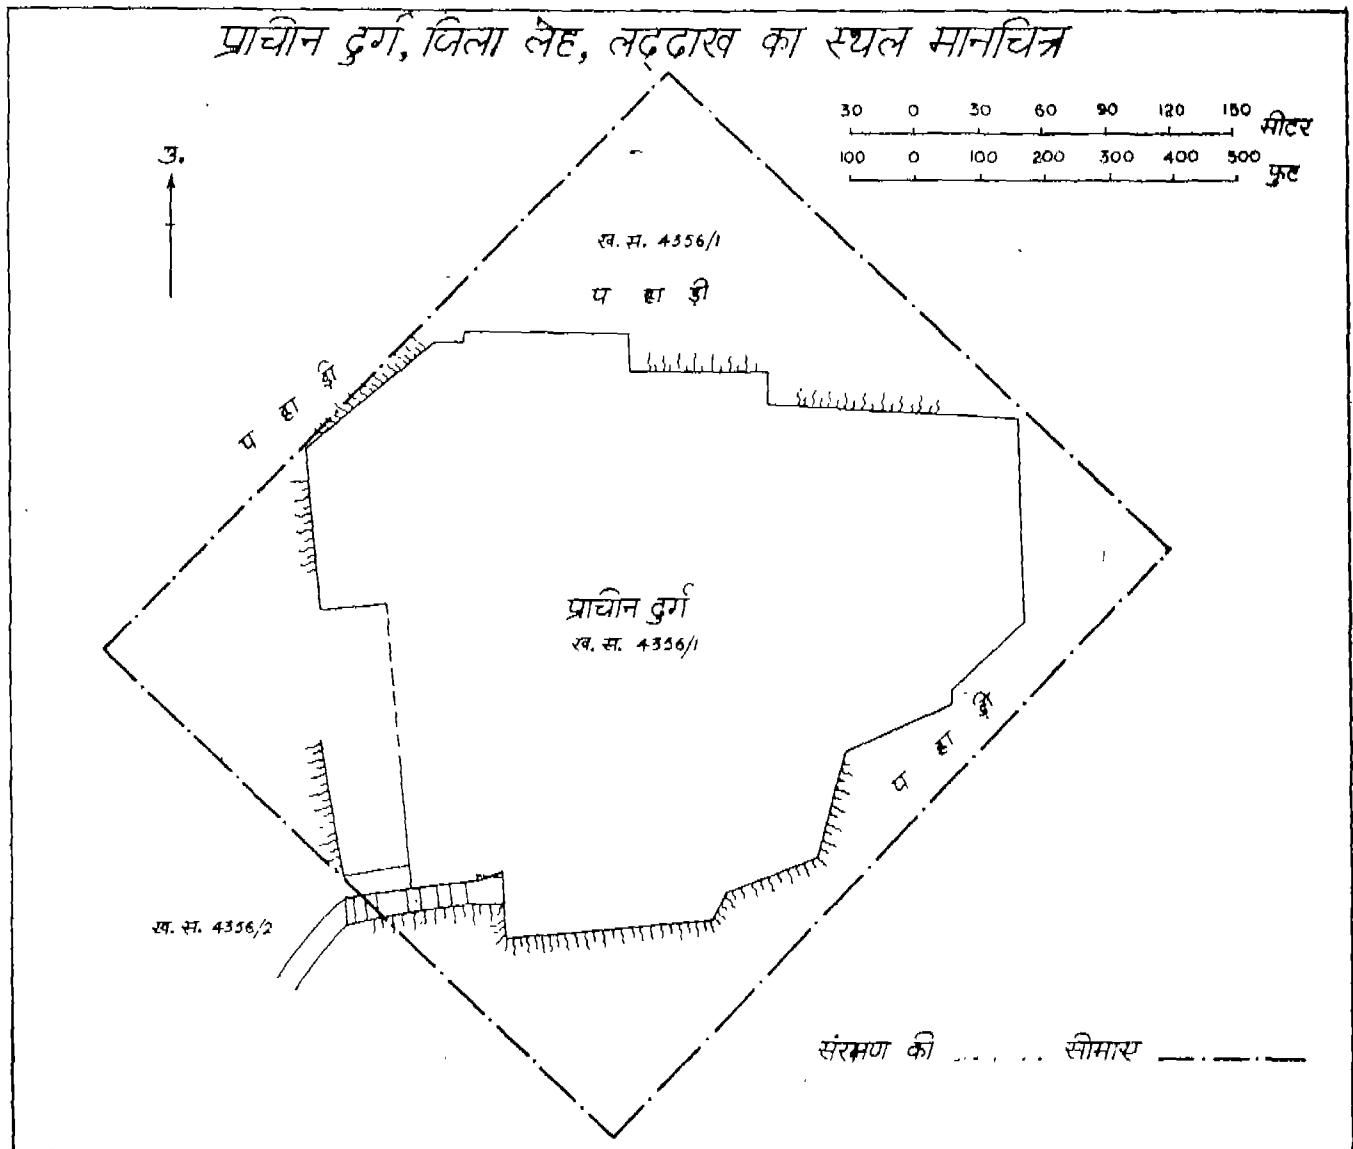 प्राचीन दुर्ग, जिला लेह, लद्दाख का स्थल मानचित्र
30 0 30 60 90 120 150 मीटर
100 0 100 200 300 400 500 फुट
उ.
ख. स. 4356/1
प हा ड़ी
प हा ड़ी
प्राचीन दुर्ग
ख. स. 4356/1
प हा ड़ी
ख. स. 4356/2
संरक्षण की ...... सीमाए